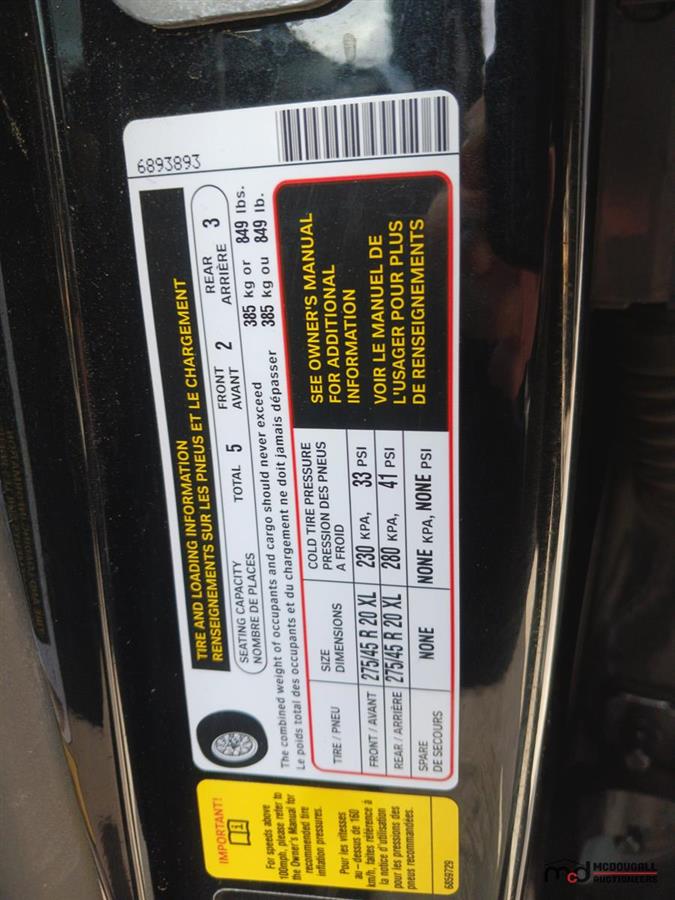 6893893
TIRE AND LOADING INFORMATION
RENSEIGNEMENTS SUR LES PNEUS ET LE CHARGEMENT
SEATING CAPACITY
NOMBRE DE PLACES
TOTAL 5
FRONT
AVANT
2
REAR
ARRIÈRE
3
The combined weight of occupants and cargo should never exceed 385 kg or 849 lbs.
Le poids total des occupants et du chargement ne doit jamais dépasser 385 kg ou 849 lb.
TIRE / PNEU
SIZE
DIMENSIONS
COLD TIRE PRESSURE
PRESSION DES PNEUS
A FROID
FRONT / AVANT 275/45 R 20 XL 230 KPA, 33 PSI
REAR / ARRIÈRE 275/45 R 20 XL 280 KPA, 41 PSI
SPARE
DE SECOURS
NONE NONE KPA, NONE PSI
SEE OWNER'S MANUAL
FOR ADDITIONAL
INFORMATION
VOIR LE MANUEL DE
L'USAGER POUR PLUS
DE RENSEIGNEMENTS
IMPORTANT!
For speeds above
100mph, please refer to
the Owner's Manual for
recommended tire
inflation pressures.
Pour les vitesses
au-dessus de 160
km/h, faites référence à
la notice d'utilisation
pour les pressions des
pneus recommandées.
6859729
mcd
MCDOUGALL
AUCTIONEERS